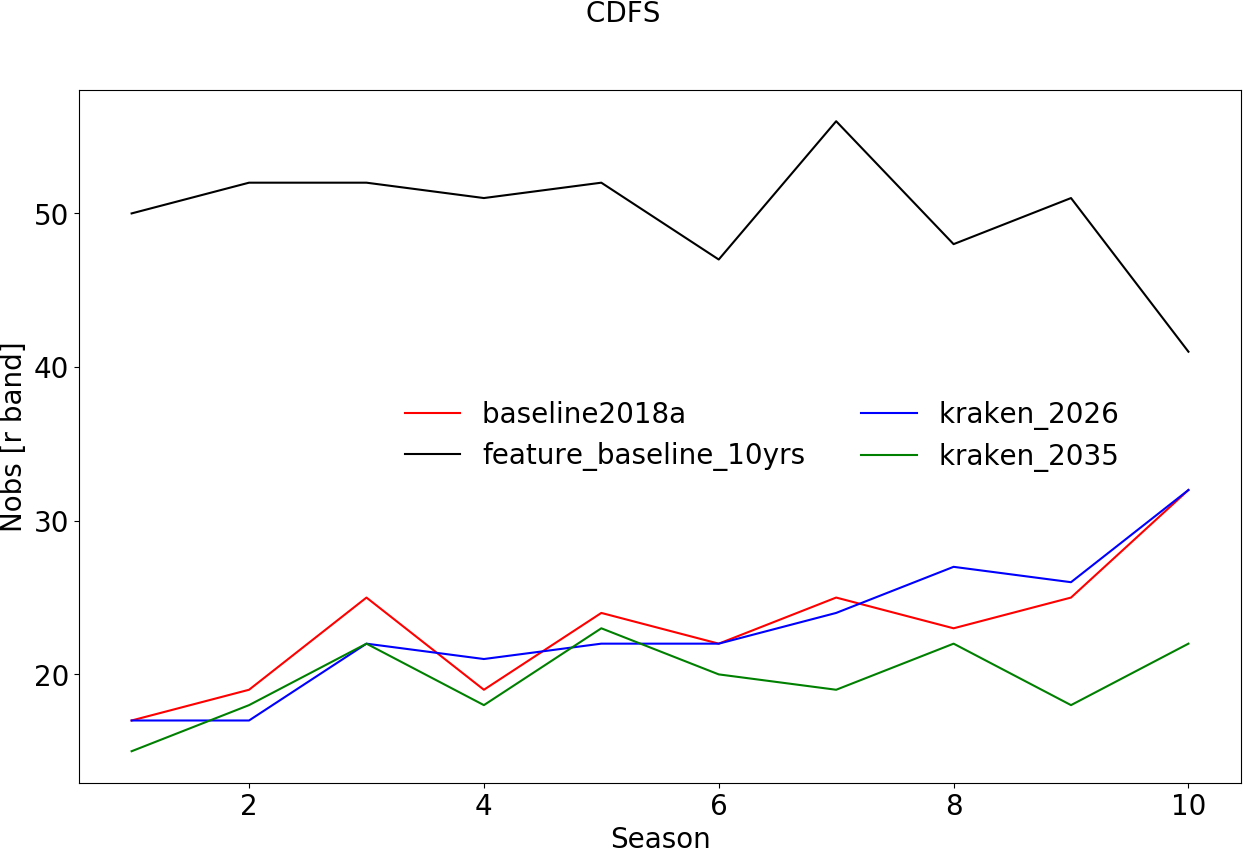 CDFS
Nobs [r band]
50
40
30
20
baseline2018a
feature_baseline_10yrs
kraken_2026
kraken_2035
2 4 6 8 10
Season